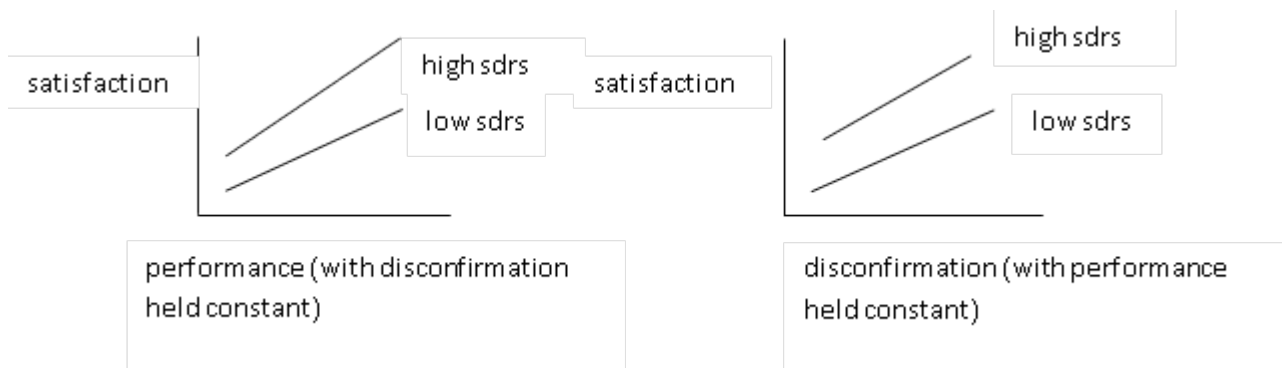 satisfaction
high sdrs
low sdrs
performance (with disconfirmation
held constant)
satisfaction
high sdrs
low sdrs
disconfirmation (with performance
held constant)